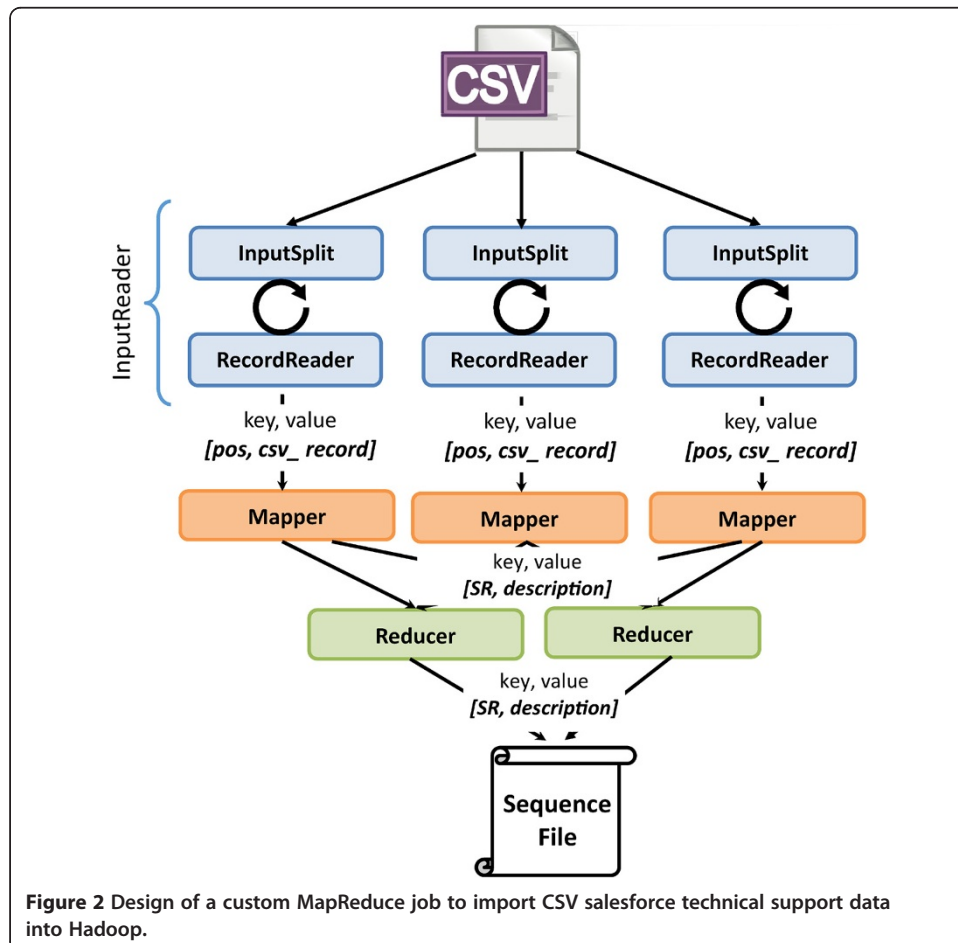 CSV
InputReader
InputSplit InputSplit InputSplit
RecordReader RecordReader RecordReader
key, value key, value key, value
[pos, csv_ record] [pos, csv_ record] [pos, csv_ record]
Mapper Mapper Mapper
key, value
[SR, description]
Reducer Reducer
key, value
[SR, description]
Sequence
File
Figure 2 Design of a custom MapReduce job to import CSV salesforce technical support data
into Hadoop.